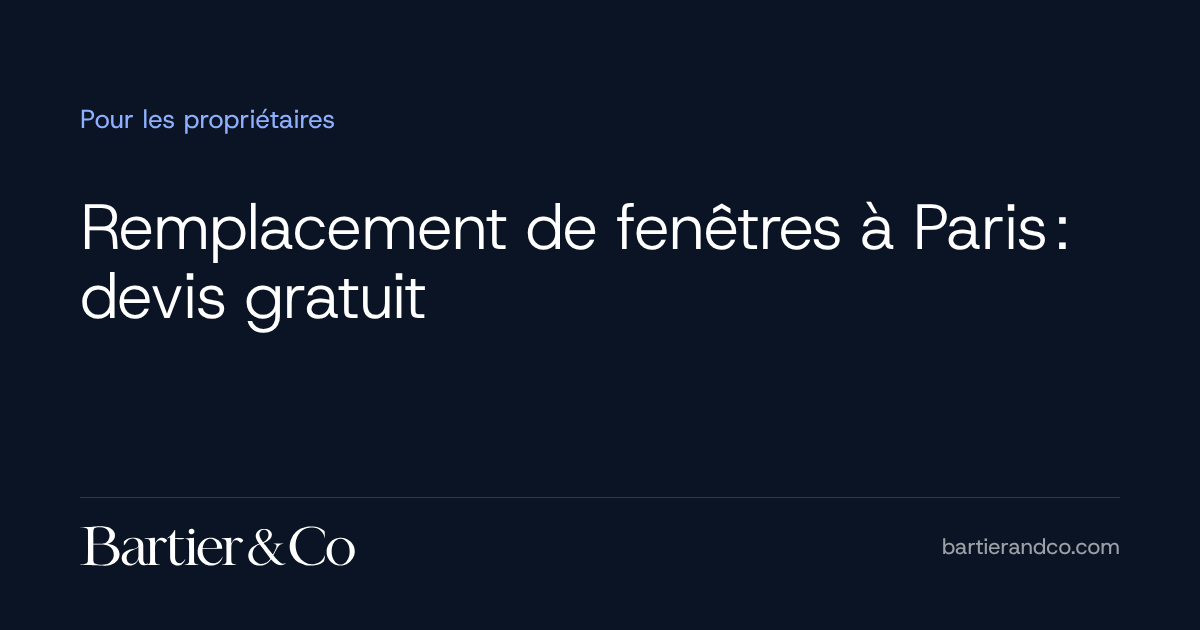 Pour les propriétaires
Remplacement de fenêtres à Paris :
devis gratuit
Bartier & Co
bartierandco.com